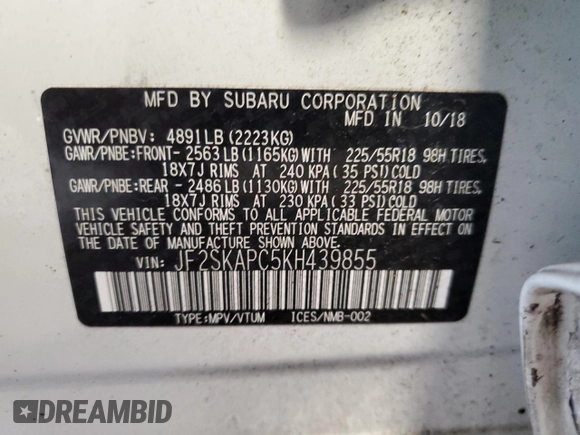 MFD BY SUBARU CORPORATION
MFD IN 10/18
GVWR/PNBV: 4891LB(2223KG)
GAWR/PNBE:FRONT- 2563LB(1165KG)WITH 225/55R18 98H TIRES,
18X7J RIMS AT 240 KPA( 35 PSI)COLD
GAWR/PNBE:REAR - 2486LB(1130KG)WITH 225/55R18 98H TIRES,
18X7J RIMS AT 230 KPA( 33 PSI)COLD
THIS VEHICLE CONFORMS TO ALL APPLICABLE FEDERAL MOTOR
VEHICLE SAFETY AND THEFT PREVENTION STANDARDS IN EFFECT
ON THE DATE OF MANUFACTURE SHOWN ABOVE.
VIN: JF2SKAPC5KH439855
TYPE:MPV/VTUM ICES/NMB-002
DREAMBID